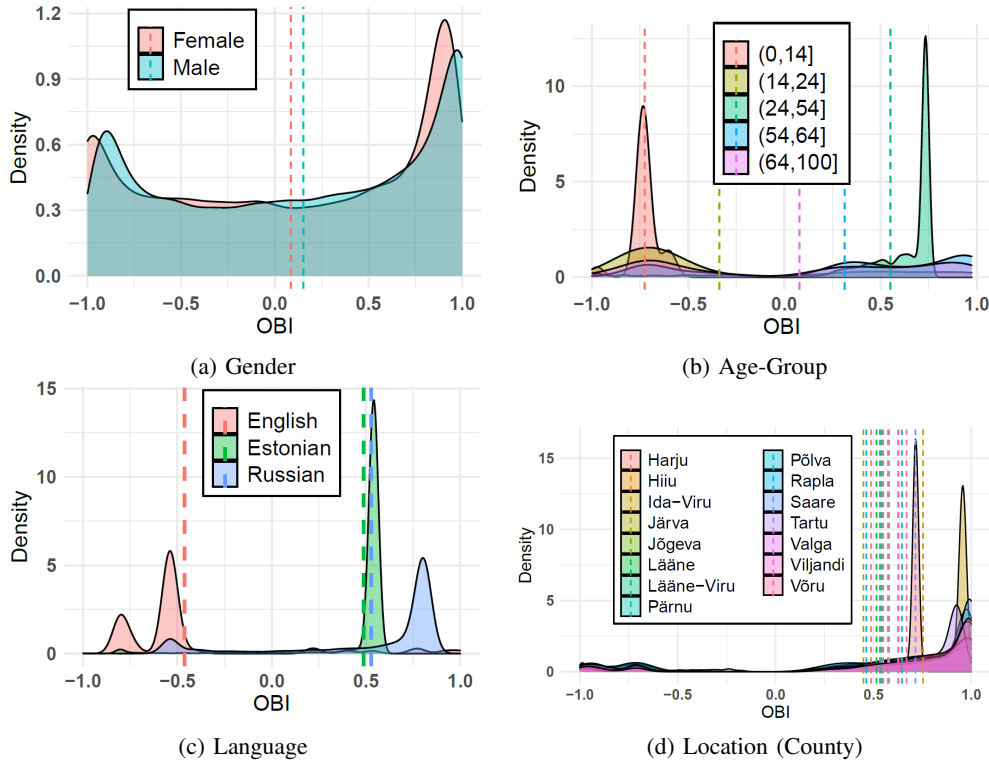 1.2
0.9
0.6
0.3
0.0
Density
Female
Male
−1.0 −0.5 0.0 0.5 1.0
OBI
(a) Gender
10
5
0
Density
(0,14]
(14,24]
(24,54]
(54,64]
(64,100]
−1.0 −0.5 0.0 0.5 1.0
OBI
(b) Age-Group
15
10
5
0
Density
English
Estonian
Russian
−1.0 −0.5 0.0 0.5 1.0
OBI
(c) Language
15
10
5
0
Density
Harju
Hiiu
Ida−Viru
Järva
Jõgeva
Lääne
Lääne−Viru
Pärnu
Põlva
Rapla
Saare
Tartu
Valga
Viljandi
Võru
−1.0 −0.5 0.0 0.5 1.0
OBI
(d) Location (County)